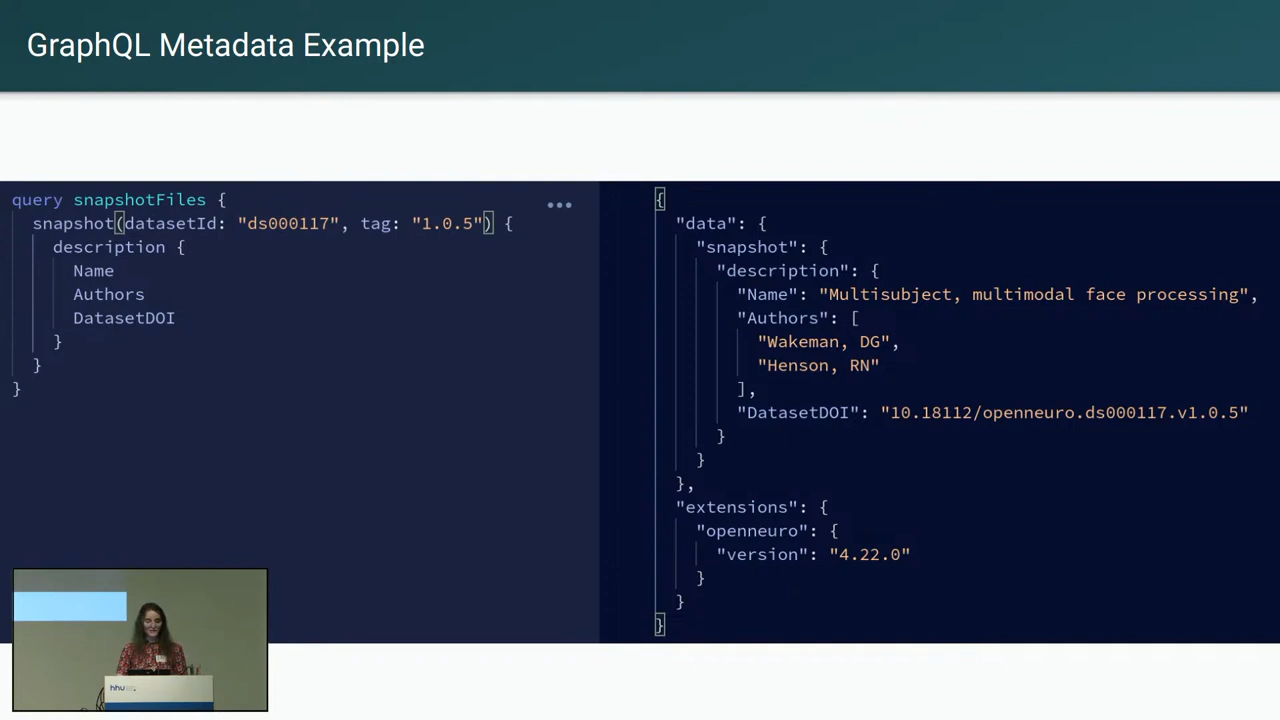 GraphQL Metadata Example
query snapshotFiles {
snapshot(datasetId: "ds000117", tag: "1.0.5") {
description {
Name
Authors
DatasetDOI
}
}
}
{
"data": {
"snapshot": {
"description": {
"Name": "Multisubject, multimodal face processing",
"Authors": [
"Wakeman, DG",
"Henson, RN"
],
"DatasetDOI": "10.18112/openneuro.ds000117.v1.0.5"
}
}
},
"extensions": {
"openneuro": {
"version": "4.22.0"
}
}
}
hhu